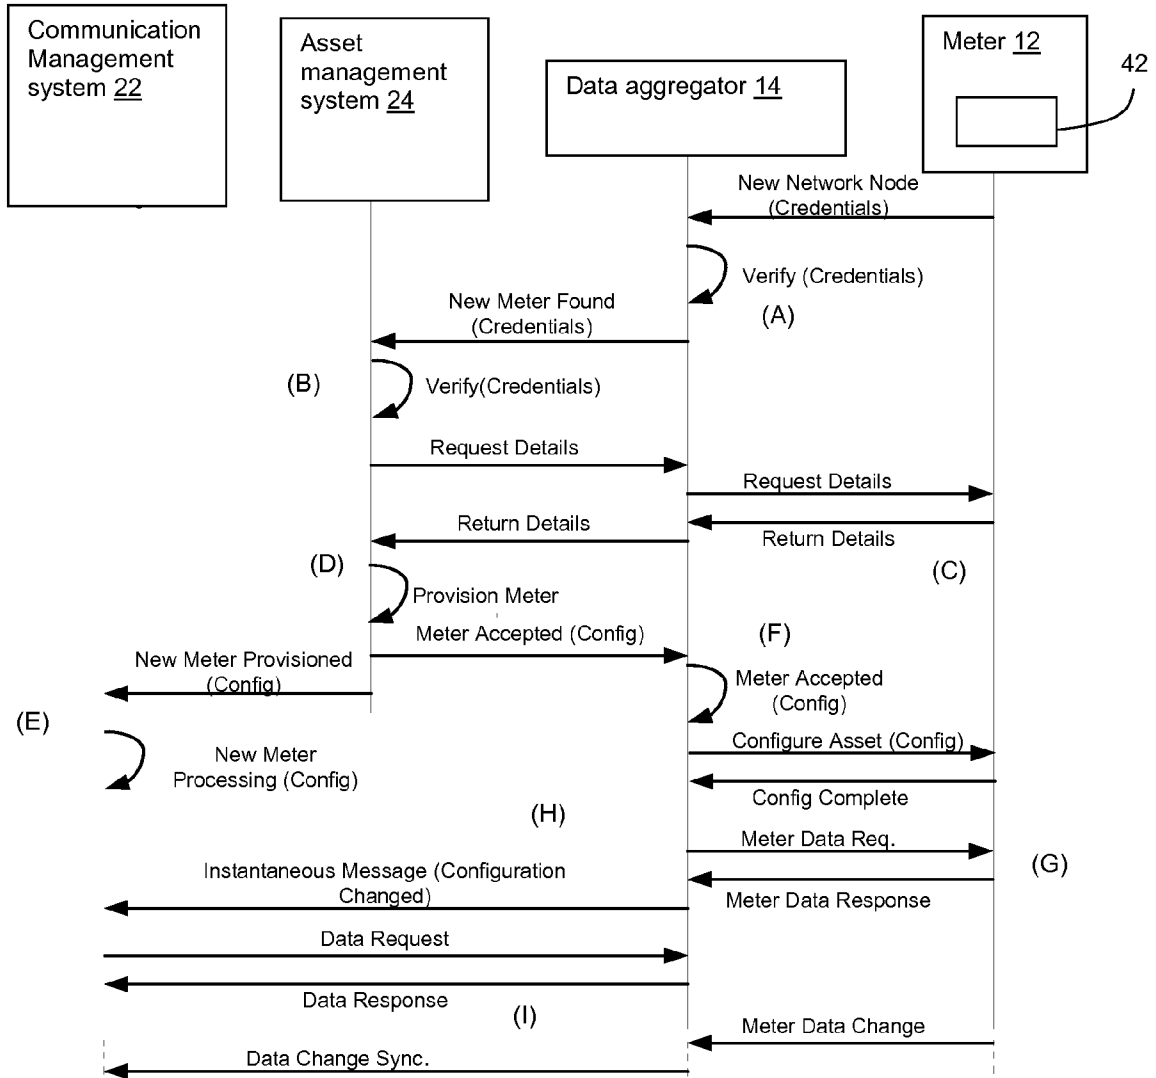 Communication
Management
system 22
Asset
management
system 24
Data aggregator 14
Meter 12
42
New Network Node
(Credentials)
Verify (Credentials)
(A)
New Meter Found
(Credentials)
(B)
Verify(Credentials)
Request Details
Request Details
Return Details
Return Details
(C)
(D)
Provision Meter
Meter Accepted (Config)
(F)
New Meter Provisioned
(Config)
Meter Accepted
(Config)
(E)
Configure Asset (Config)
New Meter
Processing (Config)
Config Complete
(H)
Meter Data Req.
(G)
Instantaneous Message (Configuration
Changed)
Meter Data Response
Data Request
Data Response
(I)
Meter Data Change
Data Change Sync.